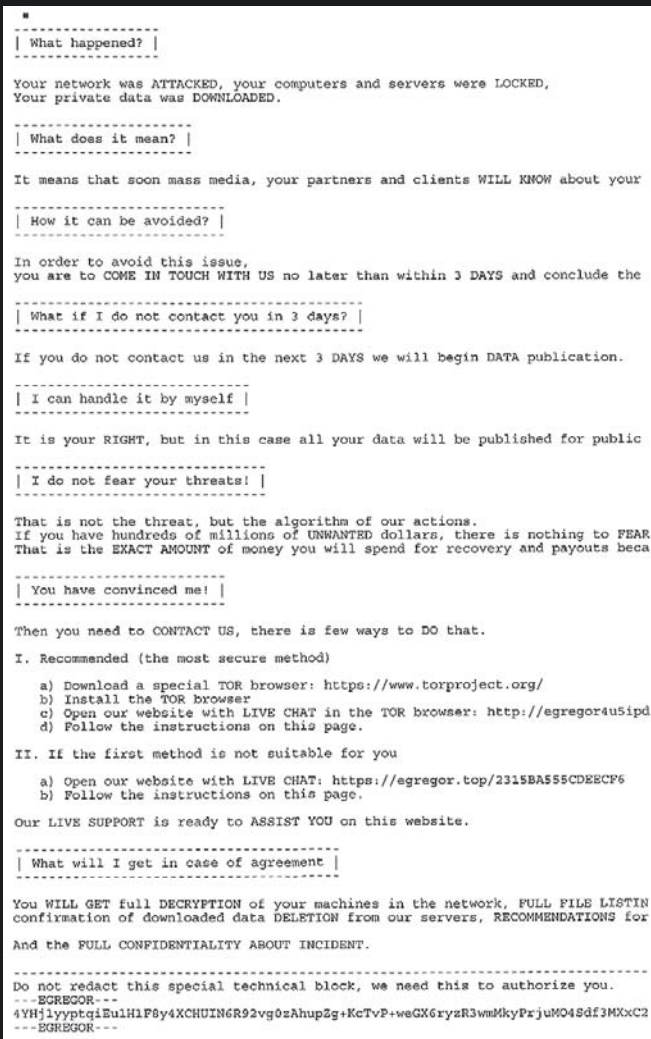 | What happened? |
Your network was ATTACKED, your computers and servers were LOCKED,
Your private data was DOWNLOADED.
| What does it mean? |
It means that soon mass media, your partners and clients WILL KNOW about your
| How it can be avoided? |
In order to avoid this issue,
you are to COME IN TOUCH WITH US no later than within 3 DAYS and conclude the
| What if I do not contact you in 3 days? |
If you do not contact us in the next 3 DAYS we will begin DATA publication.
| I can handle it by myself |
It is your RIGHT, but in this case all your data will be published for public
| I do not fear your threats! |
That is not the threat, but the algorithm of our actions.
If you have hundreds of millions of UNWANTED dollars, there is nothing to FEAR
That is the EXACT AMOUNT of money you will spend for recovery and payouts beca
| You have convinced me! |
Then you need to CONTACT US, there is few ways to DO that.
I. Recommended (the most secure method)
a) Download a special TOR browser: https://www.torproject.org/
b) Install the TOR browser
c) Open our website with LIVE CHAT in the TOR browser: http://egregor4u5ipd
d) Follow the instructions on this page.
II. If the first method is not suitable for you
a) Open our website with LIVE CHAT: https://egregor.top/2315BA555CDEECF6
b) Follow the instructions on this page.
Our LIVE SUPPORT is ready to ASSIST YOU on this website.
| What will I get in case of agreement |
You WILL GET full DECRYPTION of your machines in the network, FULL FILE LISTIN
confirmation of downloaded data DELETION from our servers, RECOMMENDATIONS for
And the FULL CONFIDENTIALITY ABOUT INCIDENT.
Do not redact this special technical block, we need this to authorize you.
---EGREGOR---
---EGREGOR---